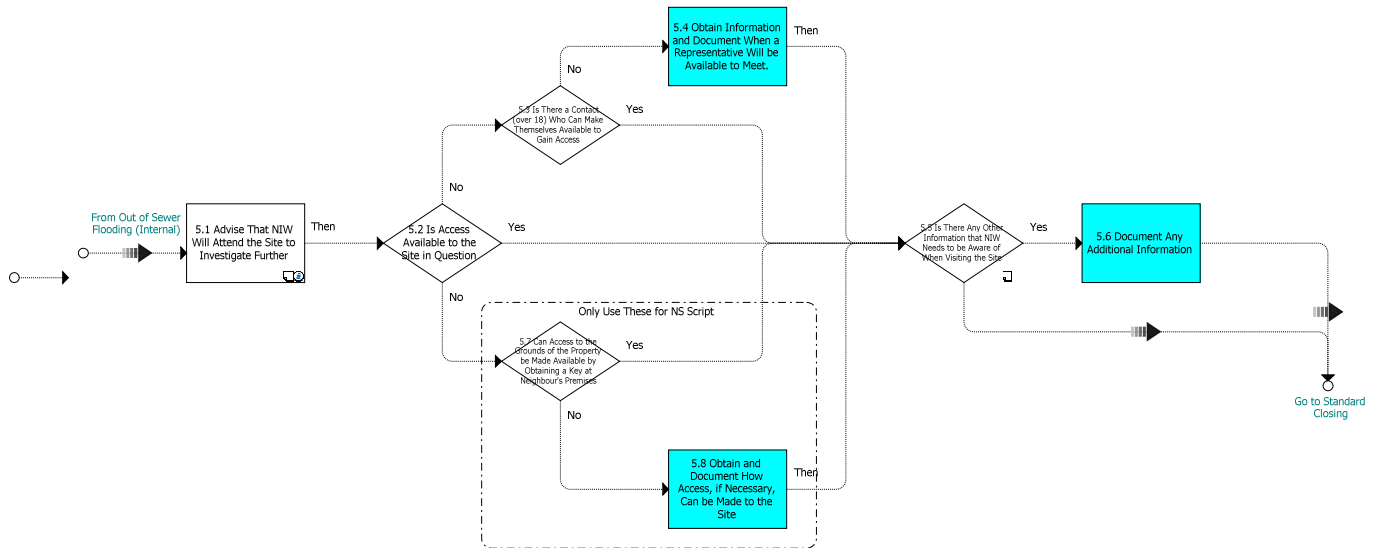 From Out of Sewer
Flooding (Internal)
5.1 Advise That NIW
Will Attend the Site to
Investigate Further
Then
5.2 Is Access
Available to the
Site in Question
No
Yes
No
5.3 Is There a Contact
(over 18) Who Can Make
Themselves Available to
Gain Access
No
Yes
5.4 Obtain Information
and Document When a
Representative Will be
Available to Meet.
Then
Only Use These for NS Script
5.7 Can Access to the
Grounds of the Property
be Made Available by
Obtaining a Key at
Neighbour's Premises
Yes
No
5.8 Obtain and
Document How
Access, if Necessary,
Can be Made to the
Site
Then
5.5 Is There Any Other
Information that NIW
Needs to be Aware of
When Visiting the Site
Yes
5.6 Document Any
Additional Information
Go to Standard
Closing